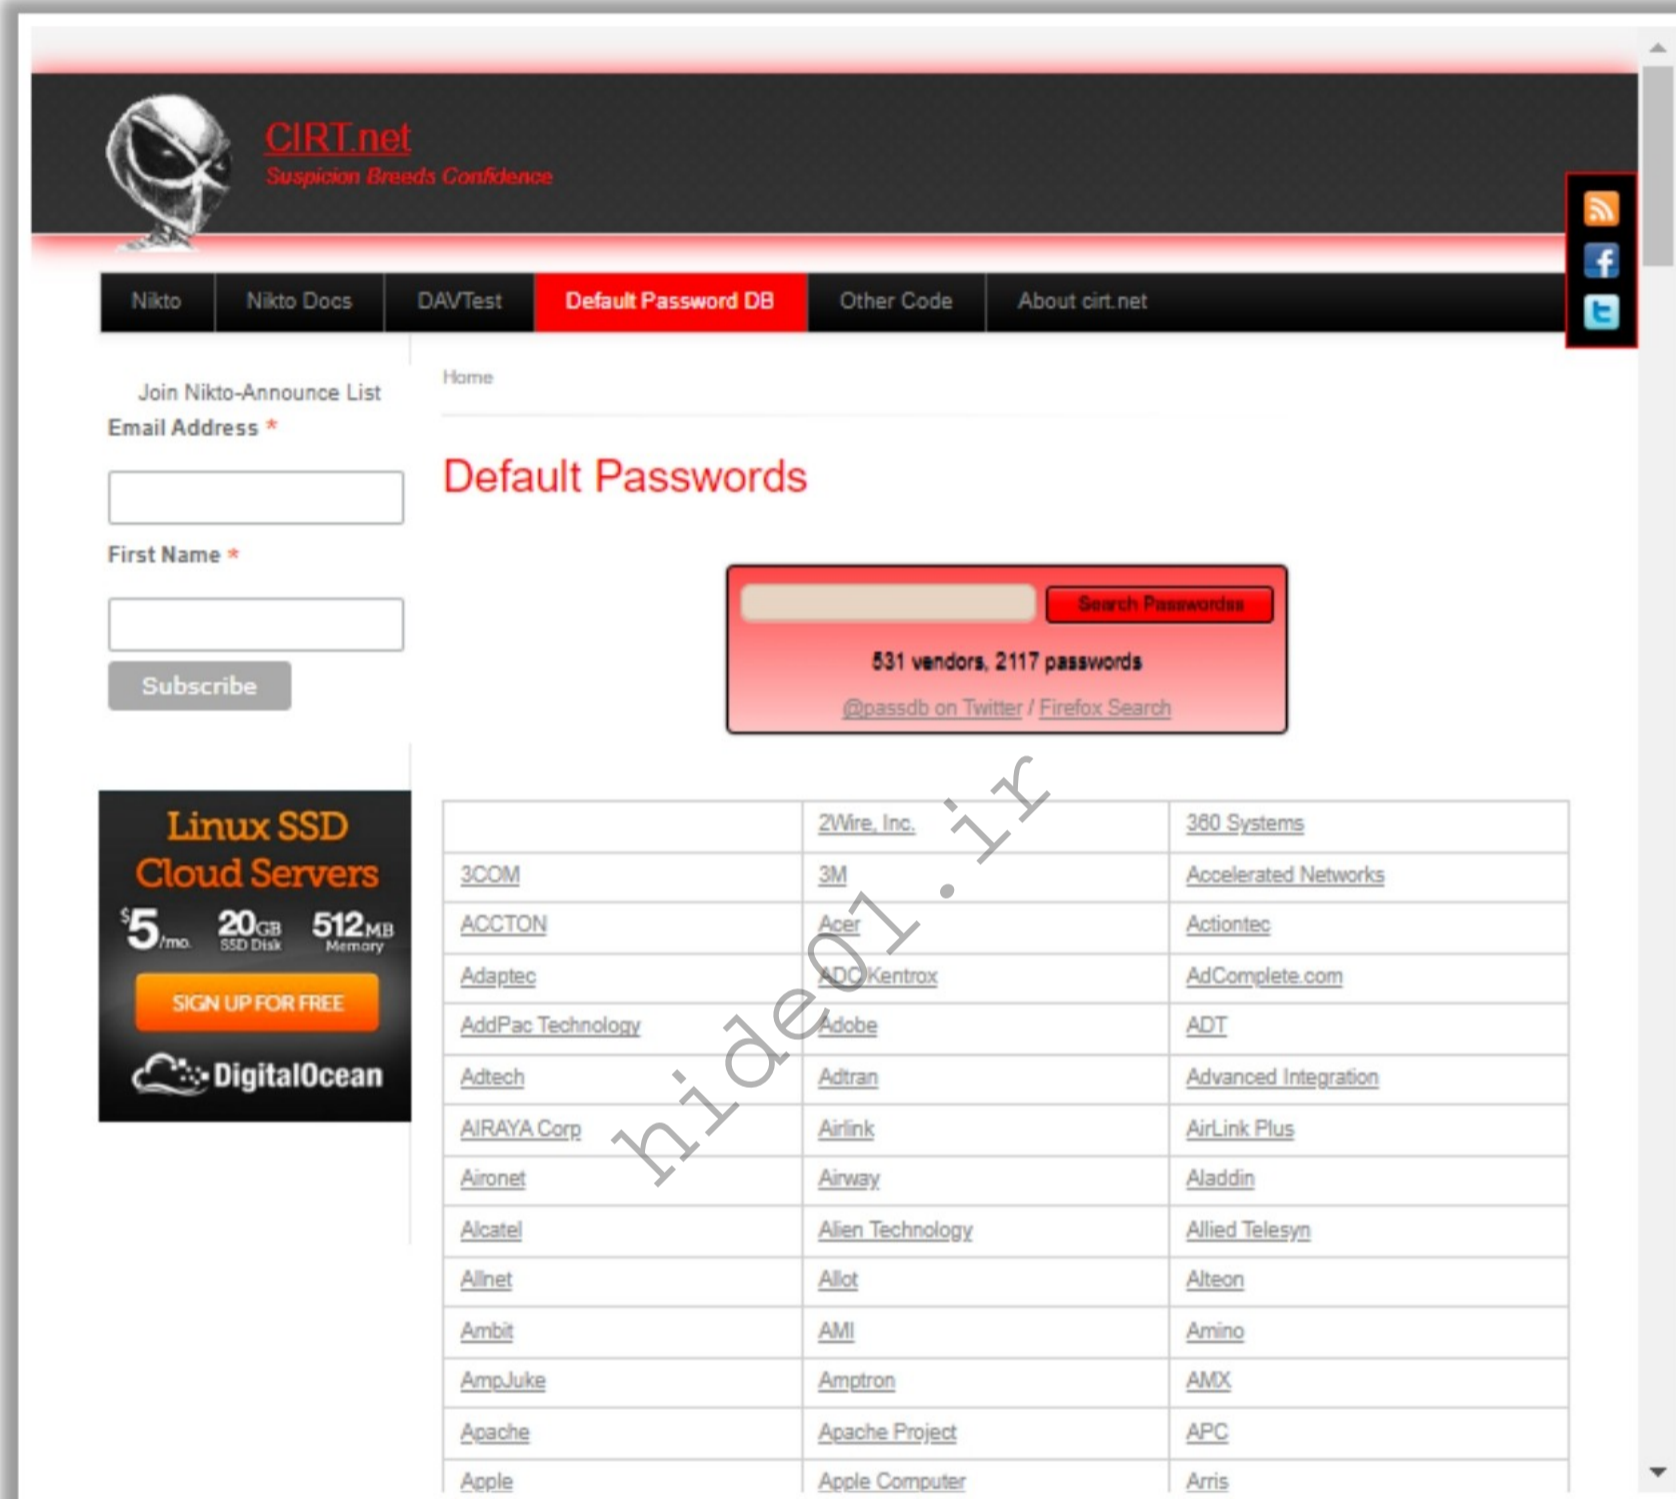 CIRT.net
Suspicion Breeds Confidence
Nikto Nikto Docs DAVTest Default Password DB Other Code About cirt.net
Join Nikto-Announce List
Email Address *
First Name *
Subscribe
Linux SSD
Cloud Servers
$5/mo. 20GB SSD Disk 512MB Memory
SIGN UP FOR FREE
DigitalOcean
Home
Default Passwords
Search Passwords
531 vendors, 2117 passwords
@passdb on Twitter / Firefox Search
2Wire, Inc. 360 Systems
3COM 3M Accelerated Networks
ACCTON Acer Actiontec
Adaptec ADC Kentrox AdComplete.com
AddPac Technology Adobe ADT
Adtech Adtran Advanced Integration
AIRAYA Corp Airlink AirLink Plus
Aironet Airway Aladdin
Alcatel Alien Technology Allied Telesyn
Allnet Allot Alteon
Ambit AMI Amino
AmpJuke Amptron AMX
Apache Apache Project APC
Apple Apple Computer Arris
hide01.ir